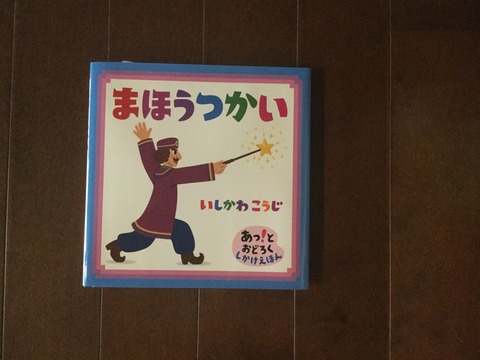 まほうつかい
いしかわ こうじ
あっ!と
おどろく
しかけえほん